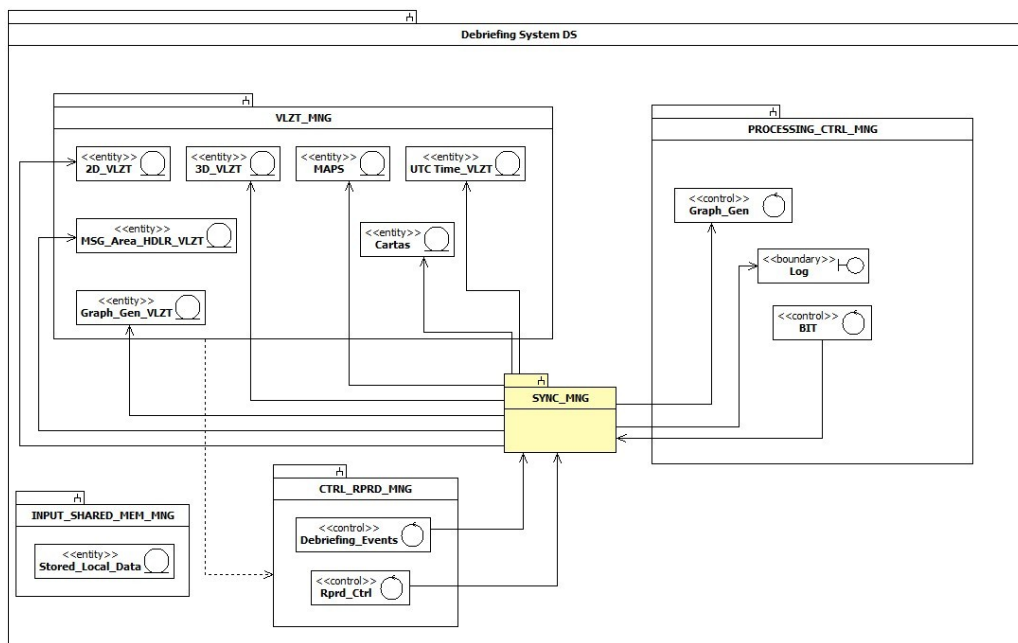 Debriefing System DS
VLZT_MNG
<<entity>>
2D_VLZT
<<entity>>
3D_VLZT
<<entity>>
MAPS
<<entity>>
UTC Time_VLZT
<<entity>>
MSG_Area_HDLR_VLZT
<<entity>>
Cartas
<<entity>>
Graph_Gen_VLZT
PROCESSING_CTRL_MNG
<<control>>
Graph_Gen
<<boundary>>
Log
<<control>>
BIT
SYNC_MNG
CTRL_RPRD_MNG
<<control>>
Debriefing_Events
<<control>>
Rprd_Ctrl
INPUT_SHARED_MEM_MNG
<<entity>>
Stored_Local_Data